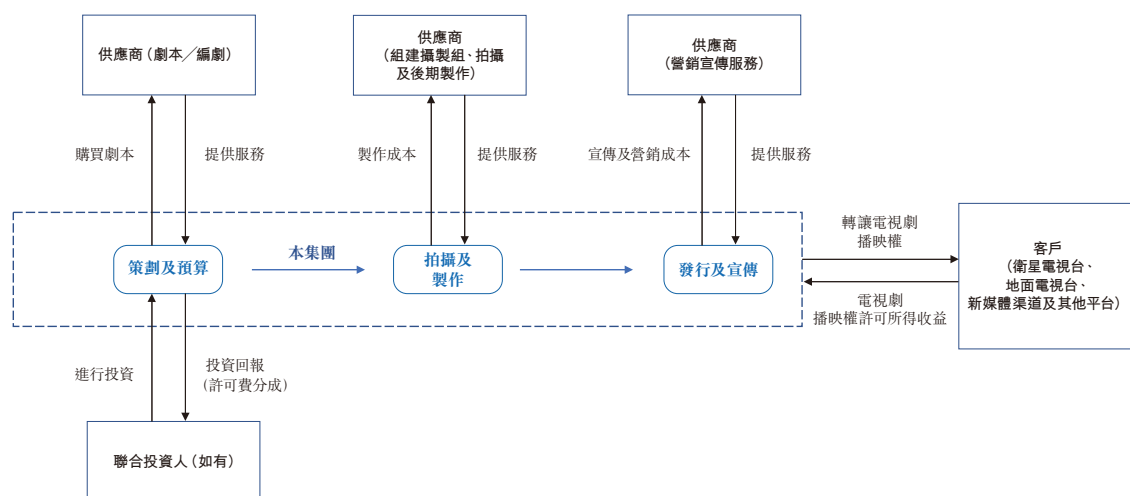 供應商（劇本／編劇）
供應商
（組建攝製組、拍攝
及後期製作）
供應商
（營銷宣傳服務）
購買劇本
提供服務
製作成本
提供服務
宣傳及營銷成本
提供服務
本集團
策劃及預算
拍攝及
製作
發行及宣傳
轉讓電視劇
播映權
電視劇
播映權許可所得收益
客戶
（衛星電視台、
地面電視台、
新媒體渠道及其他平台）
進行投資
投資回報
（許可費分成）
聯合投資人（如有）